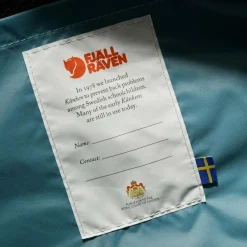 FJÄLL
RÄVEN
In 1978 we launched
Kånken to prevent back problems
among Swedish schoolchildren.
Many of the early Kånkens
are still in use today.
Name:
Contact: